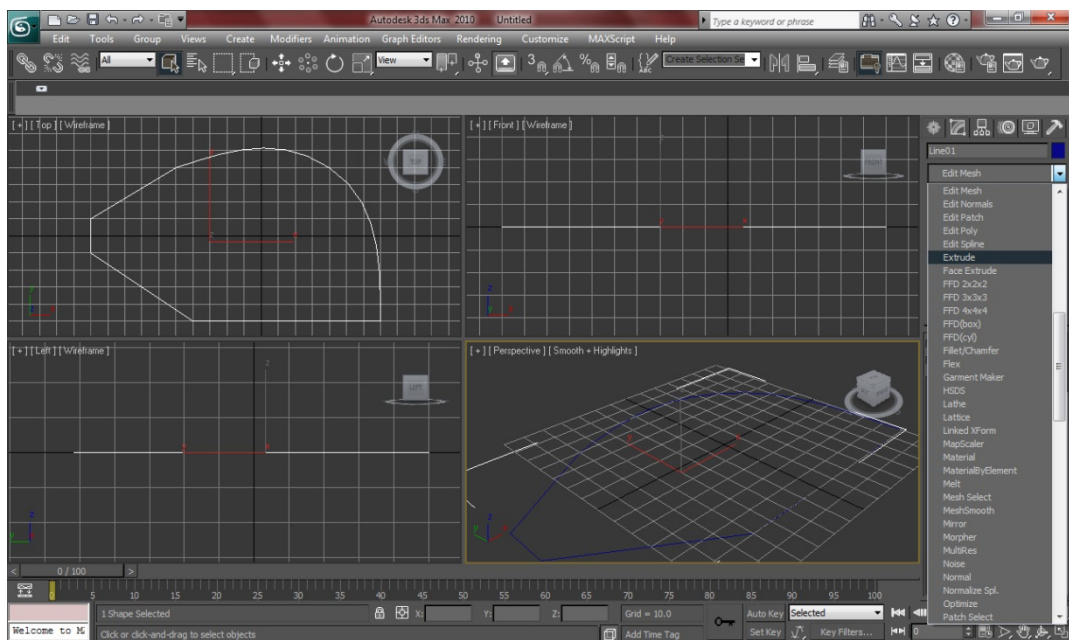 Autodesk 3ds Max 2010 Untitled
Type a keyword or phrase
Edit Tools Group Views Create Modifiers Animation Graph Editors Rendering Customize MAXScript Help
All
View
3
Create Selection Se
[ + ] [ Top ] [ Wireframe ]
TOP
[ + ] [ Front ] [ Wireframe ]
FRONT
[ + ] [ Left ] [ Wireframe ]
LEFT
[ + ] [ Perspective ] [ Smooth + Highlights ]
Line01
Edit Mesh
Edit Mesh
Edit Normals
Edit Patch
Edit Poly
Edit Spline
Extrude
Face Extrude
FFD 2x2x2
FFD 3x3x3
FFD 4x4x4
FFD(box)
FFD(cyl)
Fillet/Chamfer
Flex
Garment Maker
HSDS
Lathe
Lattice
Linked XForm
MapScaler
Material
MaterialByElement
Melt
Mesh Select
MeshSmooth
Mirror
Morpher
MultiRes
Noise
Normal
Normalize Spl.
Optimize
Patch Select
< 0 / 100 >
0 5 10 15 20 25 30 35 40 45 50 55 60 65 70 75 80 85 90 95 100
1 Shape Selected
X: Y: Z: Grid = 10.0
Auto Key Selected
Welcome to M
Click or click-and-drag to select objects
Add Time Tag
Set Key Key Filters... 0